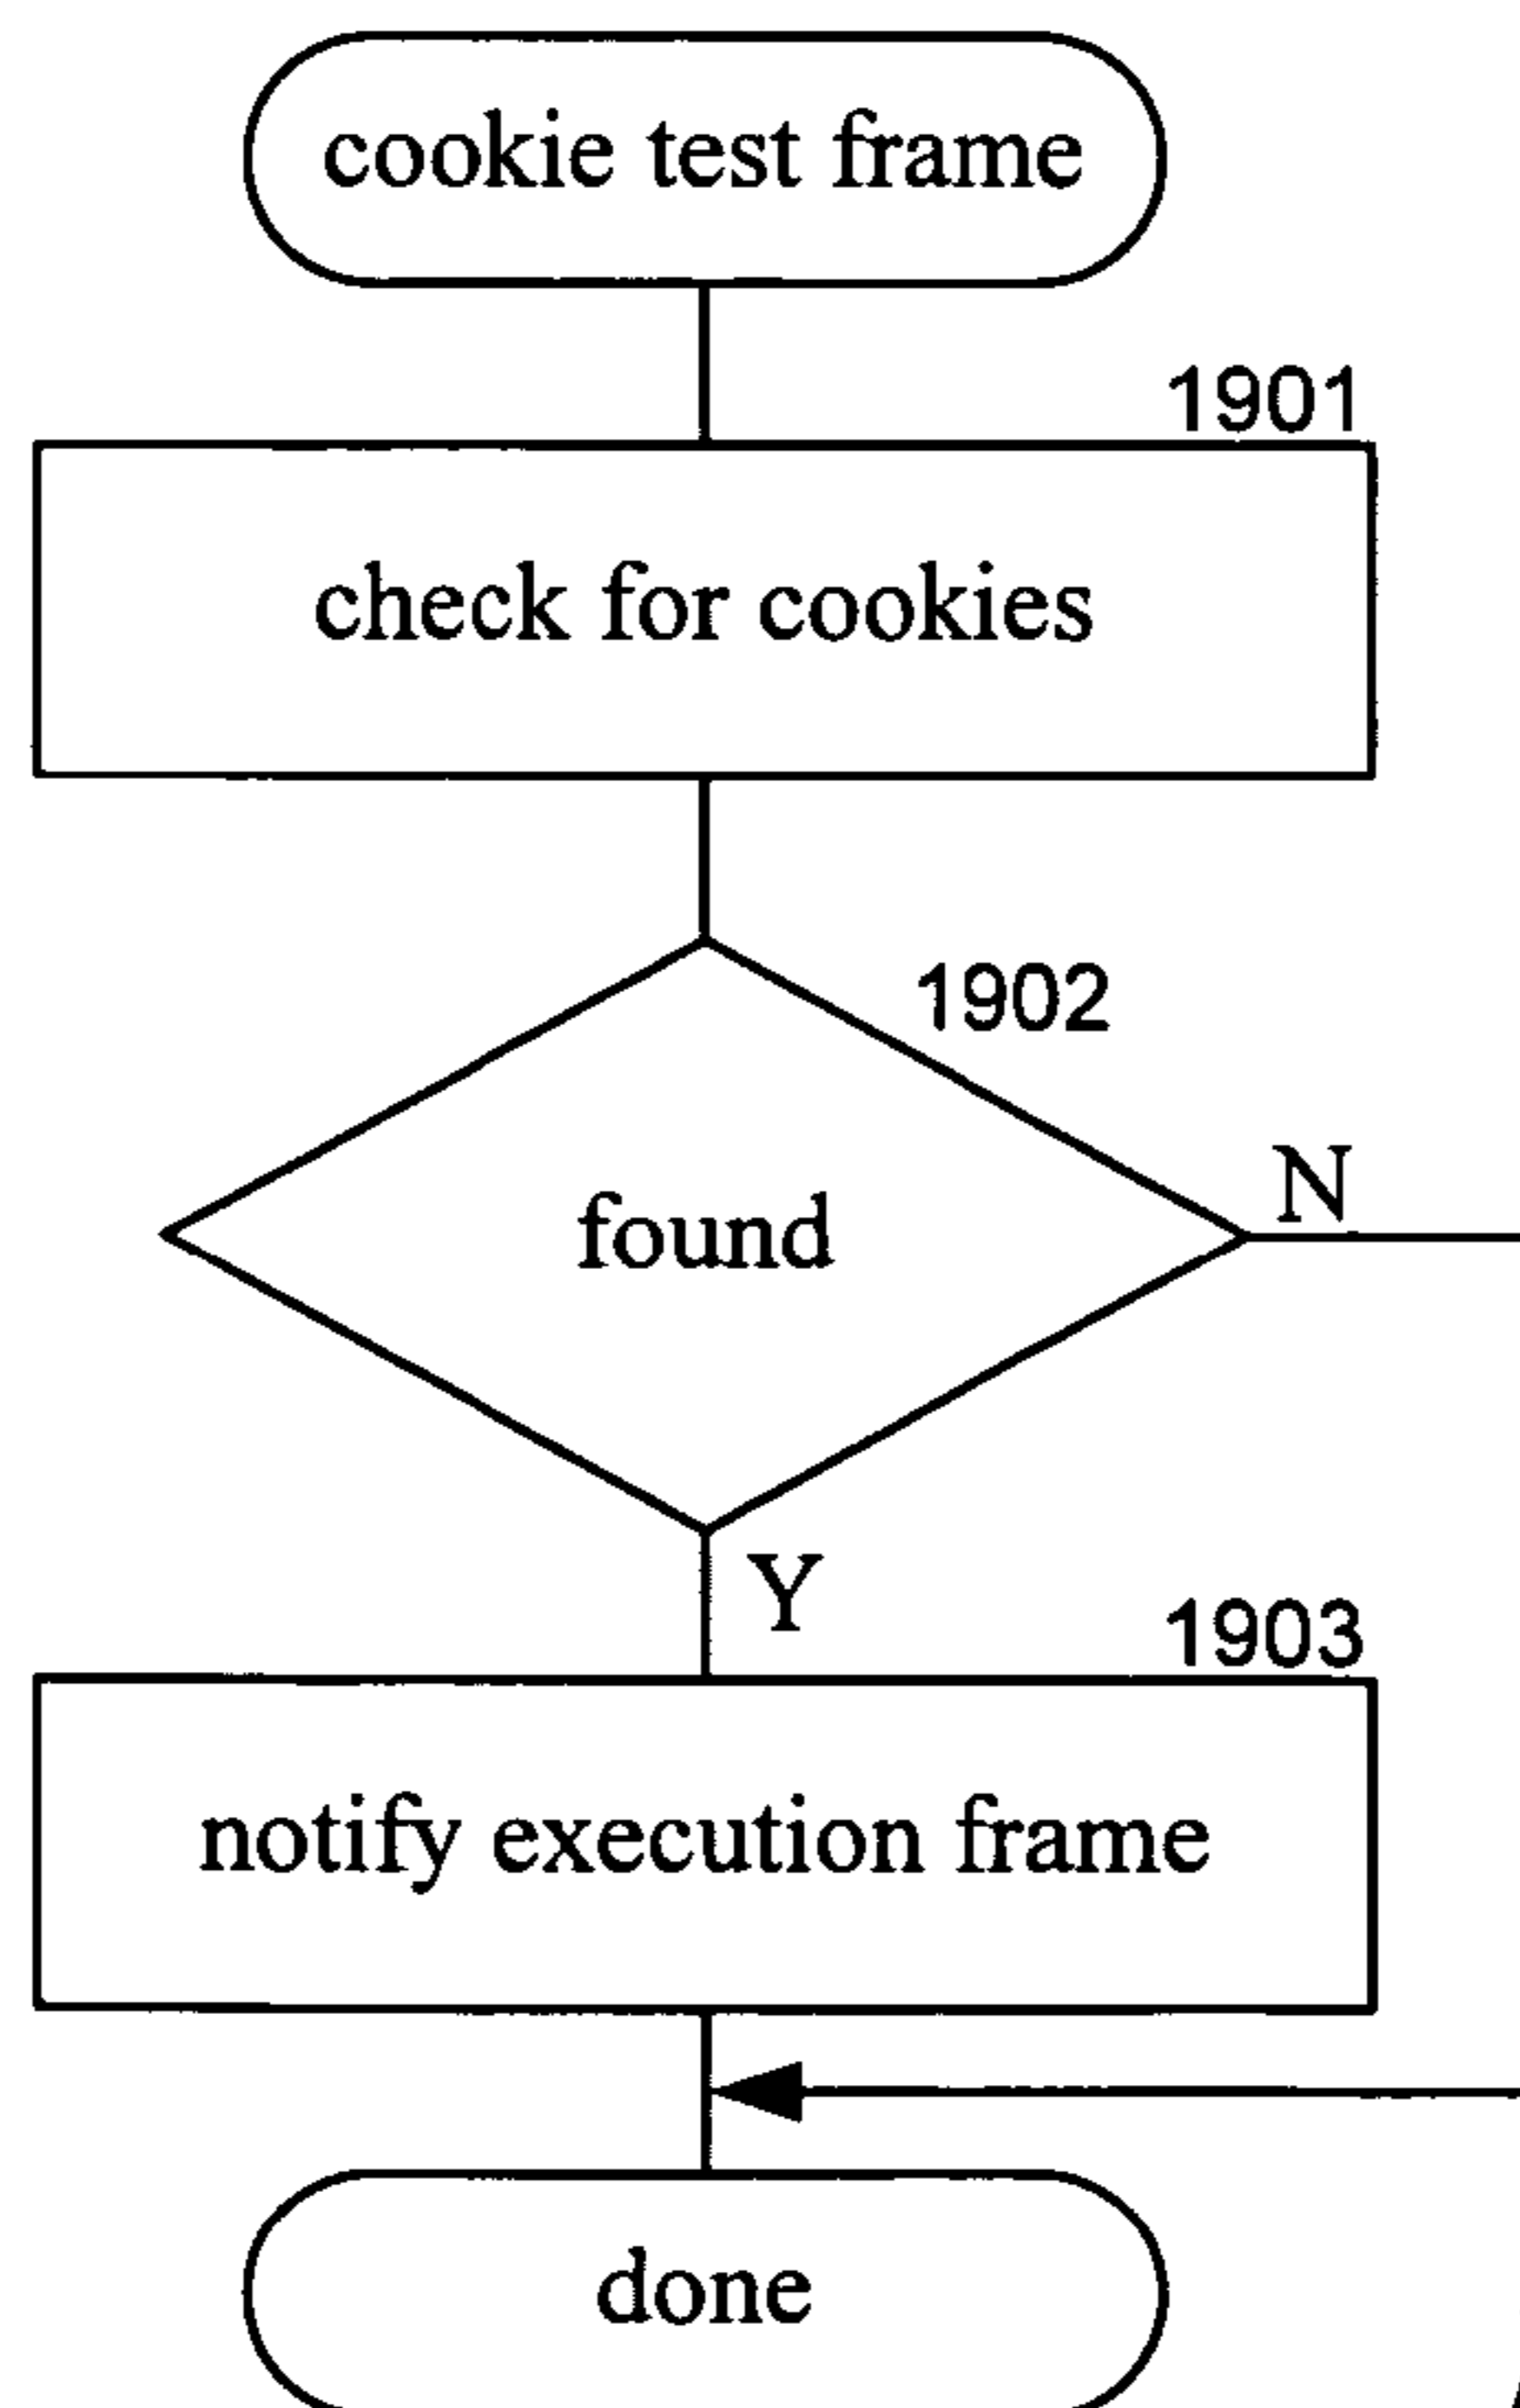 cookie test frame
1901
check for cookies
1902
found
N
Y
1903
notify execution frame
done